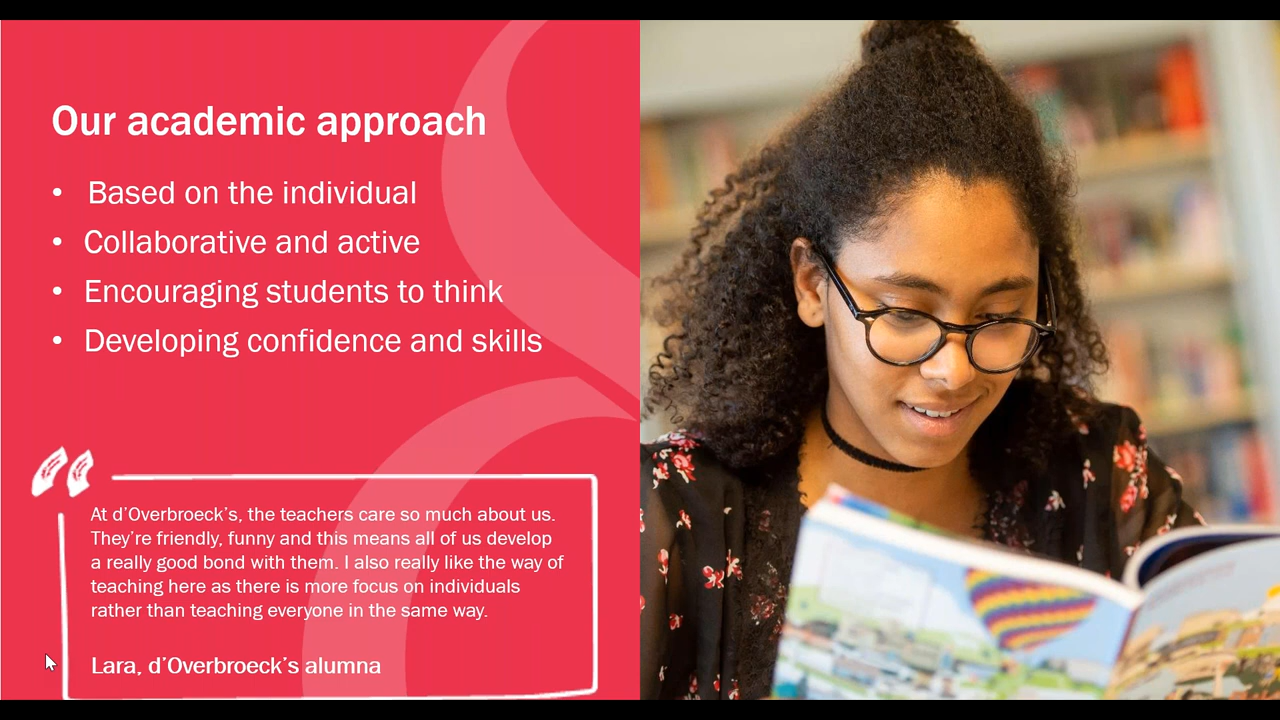 Our academic approach
• Based on the individual
• Collaborative and active
• Encouraging students to think
• Developing confidence and skills
At d’Overbroeck’s, the teachers care so much about us.
They’re friendly, funny and this means all of us develop
a really good bond with them. I also really like the way of
teaching here as there is more focus on individuals
rather than teaching everyone in the same way.
Lara, d’Overbroeck’s alumna